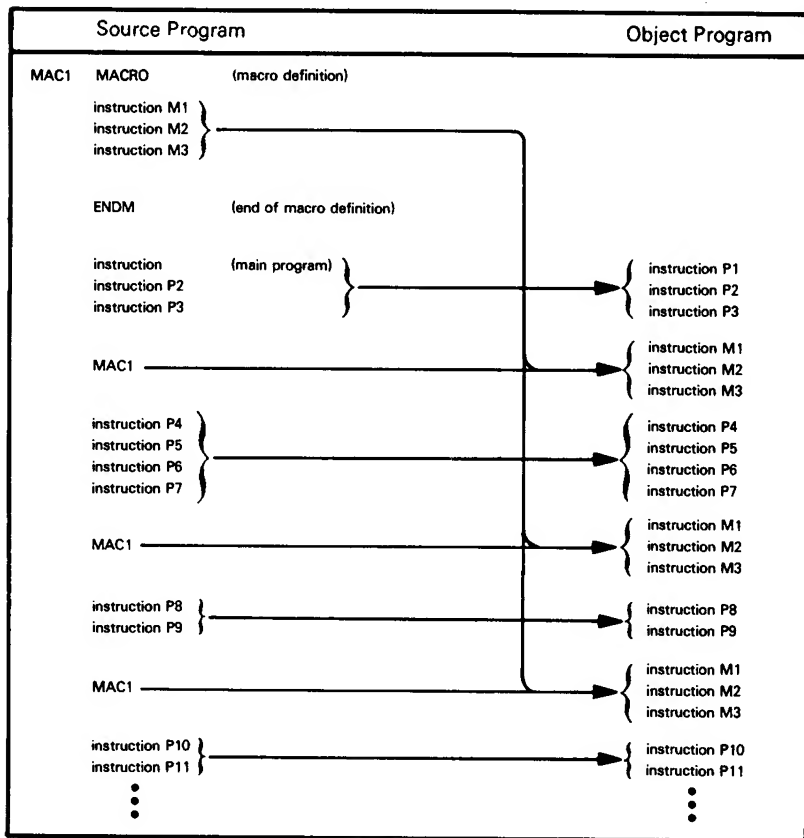 Source Program Object Program
MAC1 MACRO (macro definition)
instruction M1
instruction M2
instruction M3
ENDM (end of macro definition)
instruction (main program) instruction P1
instruction P2 instruction P2
instruction P3 instruction P3
instruction M1
MAC1 instruction M2
instruction M3
instruction P4 instruction P4
instruction P5 instruction P5
instruction P6 instruction P6
instruction P7 instruction P7
instruction M1
MAC1 instruction M2
instruction M3
instruction P8 instruction P8
instruction P9 instruction P9
instruction M1
MAC1 instruction M2
instruction M3
instruction P10 instruction P10
instruction P11 instruction P11